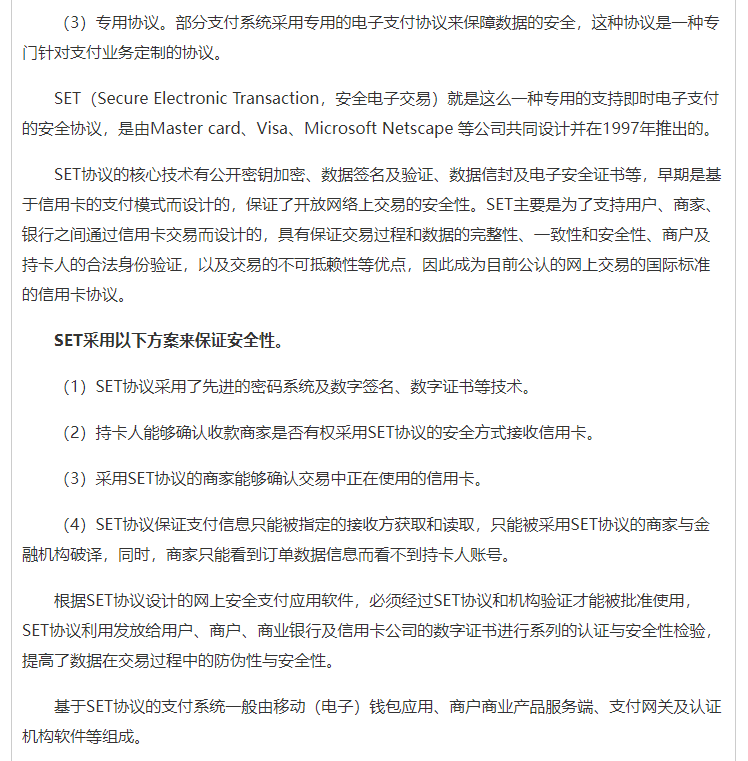 （3）专用协议。部分支付系统采用专用的电子支付协议来保障数据的安全，这种协议是一种专
门针对支付业务定制的协议。
SET（Secure Electronic Transaction，安全电子交易）就是这么一种专用的支持即时电子支付
的安全协议，是由Master card、Visa、Microsoft Netscape 等公司共同设计并在1997年推出的。
SET协议的核心技术有公开密钥加密、数据签名及验证、数据信封及电子安全证书等，早期是基
于信用卡的支付模式而设计的，保证了开放网络上交易的安全性。SET主要是为了支持用户、商家、
银行之间通过信用卡交易而设计的，具有保证交易过程和数据的完整性、一致性和安全性、商户及
持卡人的合法身份验证，以及交易的不可抵赖性等优点，因此成为目前公认的网上交易的国际标准
的信用卡协议。
SET采用以下方案来保证安全性。
（1）SET协议采用了先进的密码系统及数字签名、数字证书等技术。
（2）持卡人能够确认收款商家是否有权采用SET协议的安全方式接收信用卡。
（3）采用SET协议的商家能够确认交易中正在使用的信用卡。
（4）SET协议保证支付信息只能被指定的接收方获取和读取，只能被采用SET协议的商家与金
融机构破译，同时，商家只能看到订单数据信息而看不到持卡人账号。
根据SET协议设计的网上安全支付应用软件，必须经过SET协议和机构验证才能被批准使用，
SET协议利用发放给用户、商户、商业银行及信用卡公司的数字证书进行系列的认证与安全性检验，
提高了数据在交易过程中的防伪性与安全性。
基于SET协议的支付系统一般由移动（电子）钱包应用、商户商业产品服务端、支付网关及认证
机构软件等组成。